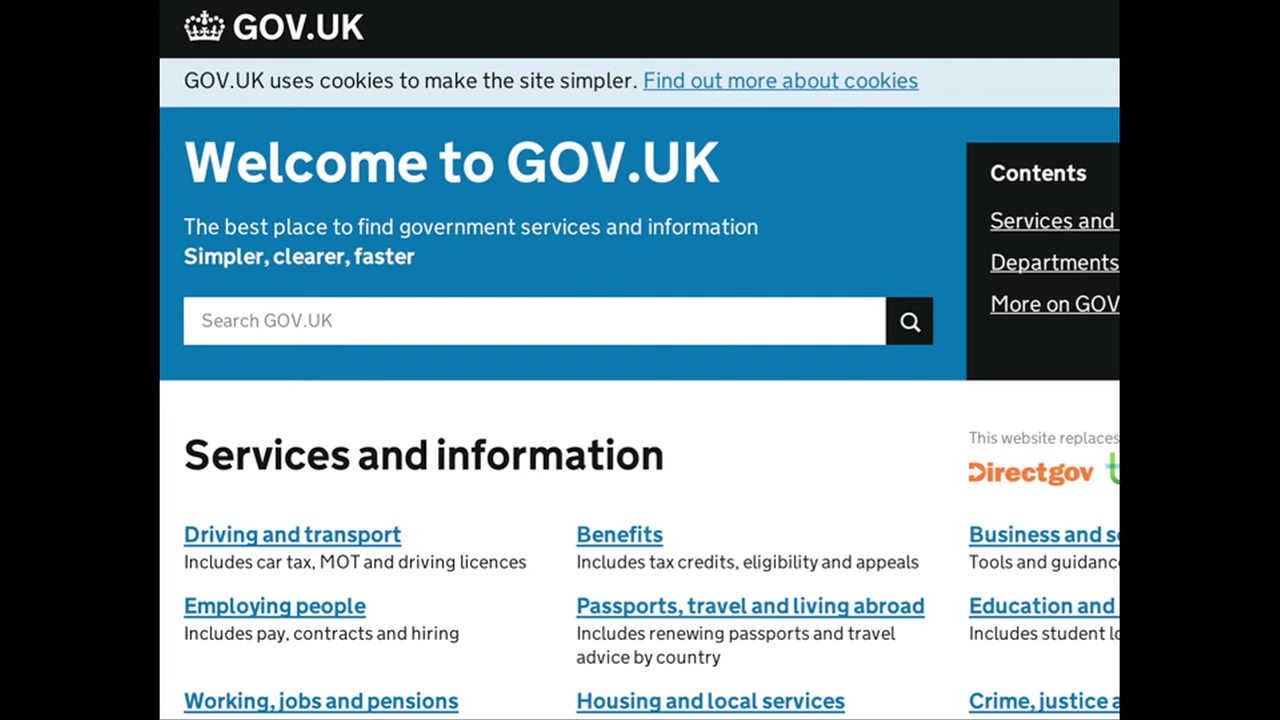 GOV.UK
GOV.UK uses cookies to make the site simpler. Find out more about cookies
Welcome to GOV.UK
The best place to find government services and information
Simpler, clearer, faster
Search GOV.UK
Contents
Services and
Departments
More on GOV
Services and information
This website replaces
Directgov
Driving and transport
Includes car tax, MOT and driving licences
Benefits
Includes tax credits, eligibility and appeals
Business and
Tools and guidance
Employing people
Includes pay, contracts and hiring
Passports, travel and living abroad
Includes renewing passports and travel
advice by country
Education and
Includes student
Working, jobs and pensions
Housing and local services
Crime, justice